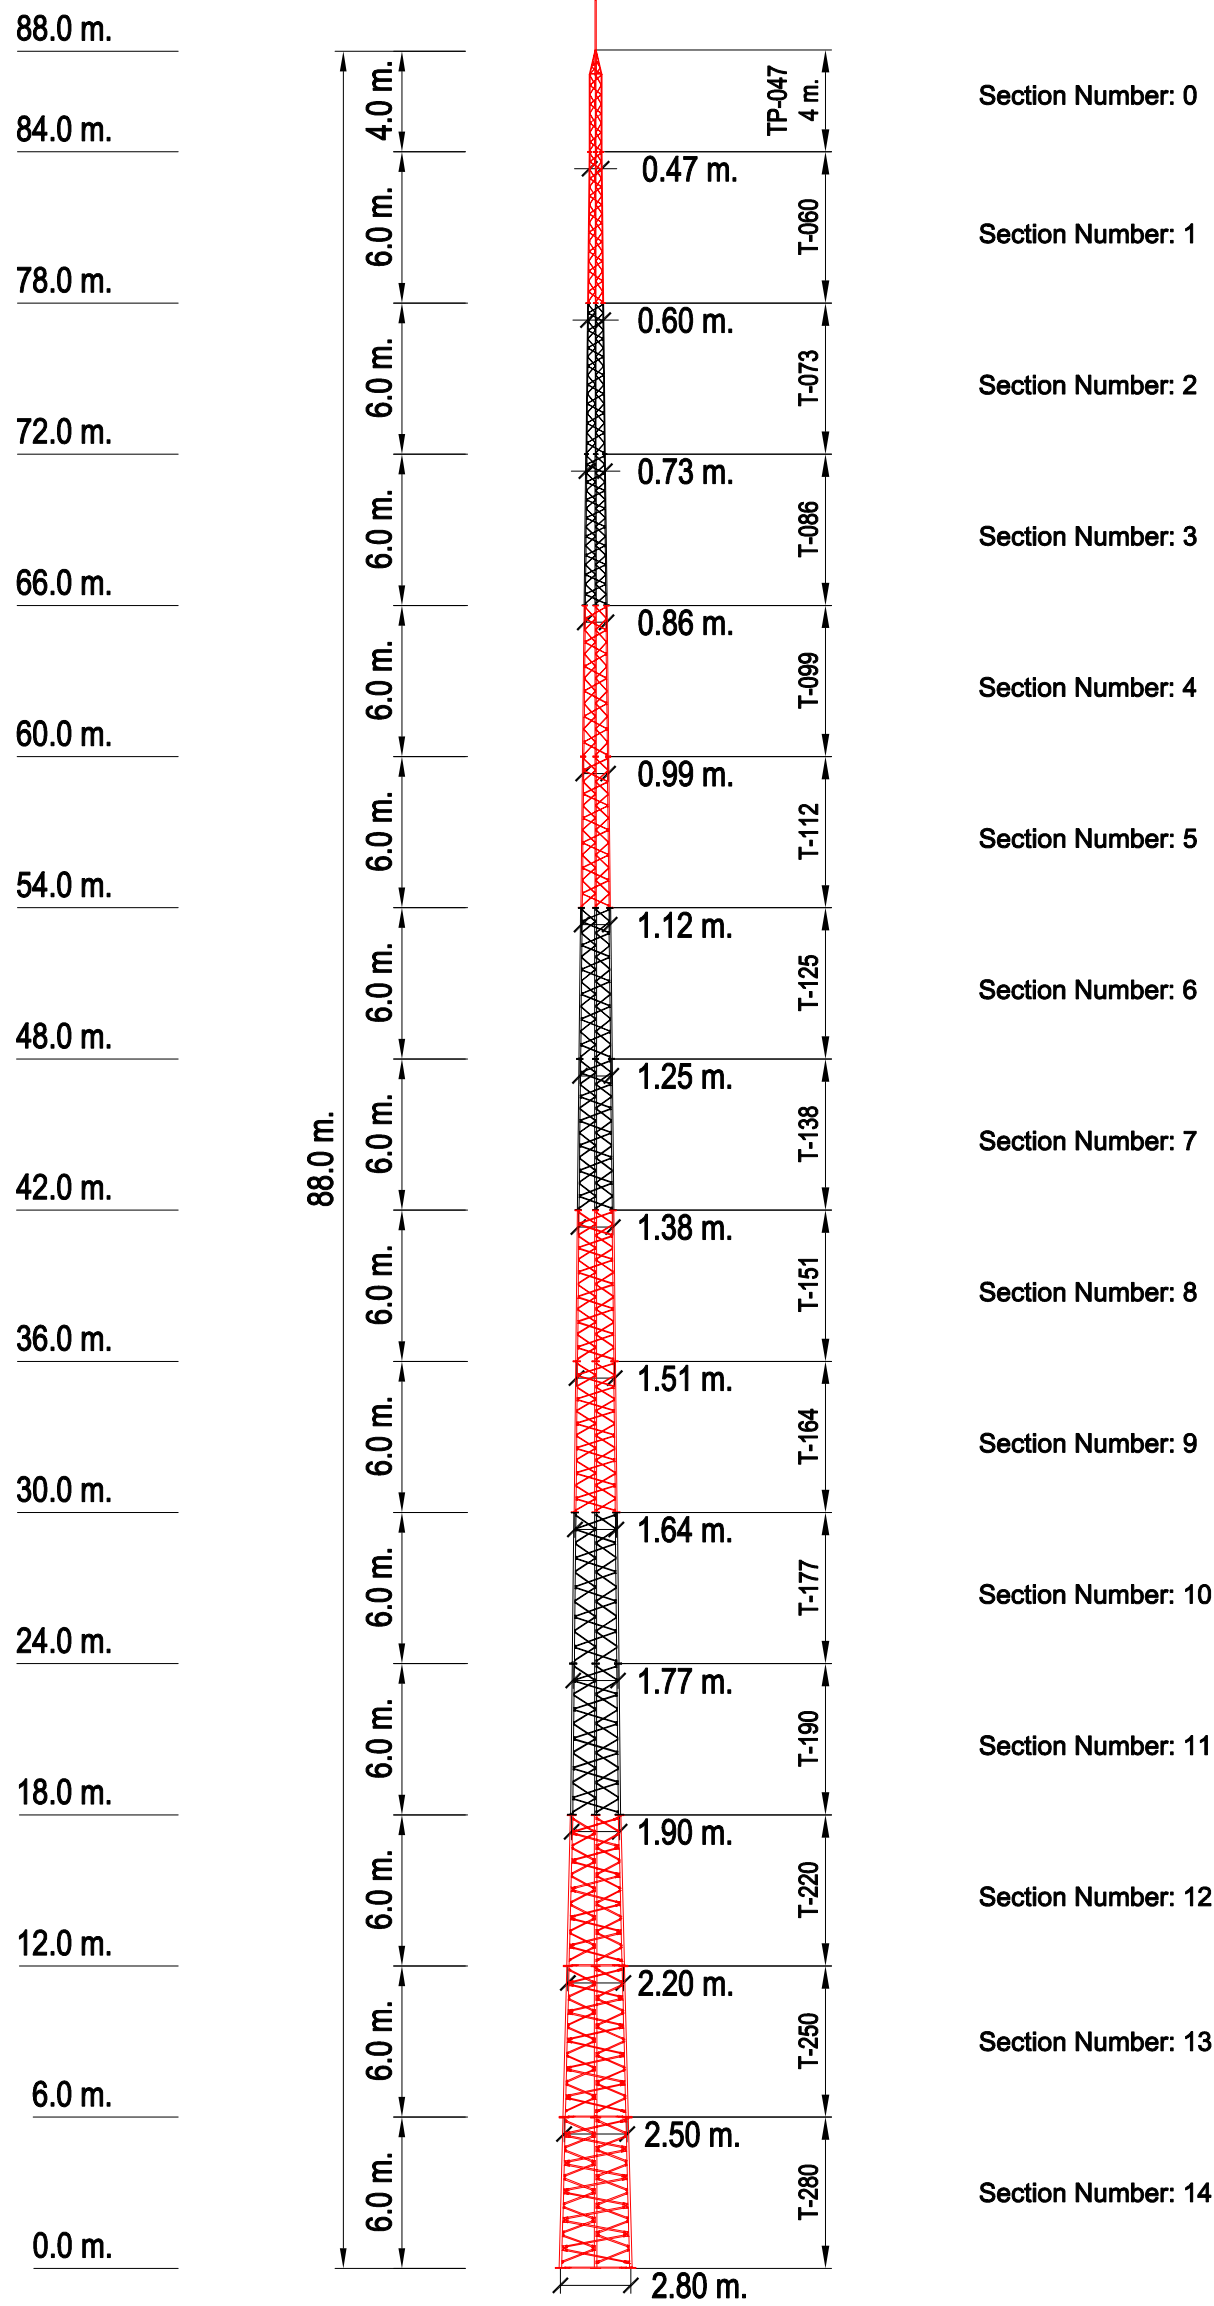 88.0 m.
4.0 m.
TP-047
4 m.
Section Number: 0
84.0 m.
0.47 m.
6.0 m.
T-060
Section Number: 1
78.0 m.
0.60 m.
6.0 m.
T-073
Section Number: 2
72.0 m.
0.73 m.
6.0 m.
T-086
Section Number: 3
66.0 m.
0.86 m.
6.0 m.
T-099
Section Number: 4
60.0 m.
0.99 m.
6.0 m.
T-112
Section Number: 5
54.0 m.
1.12 m.
6.0 m.
T-125
Section Number: 6
48.0 m.
1.25 m.
88.0 m.
6.0 m.
T-138
Section Number: 7
42.0 m.
1.38 m.
6.0 m.
T-151
Section Number: 8
36.0 m.
1.51 m.
6.0 m.
T-164
Section Number: 9
30.0 m.
1.64 m.
6.0 m.
T-177
Section Number: 10
24.0 m.
1.77 m.
6.0 m.
T-190
Section Number: 11
18.0 m.
1.90 m.
6.0 m.
T-220
Section Number: 12
12.0 m.
2.20 m.
6.0 m.
T-250
Section Number: 13
6.0 m.
2.50 m.
6.0 m.
T-280
Section Number: 14
0.0 m.
2.80 m.